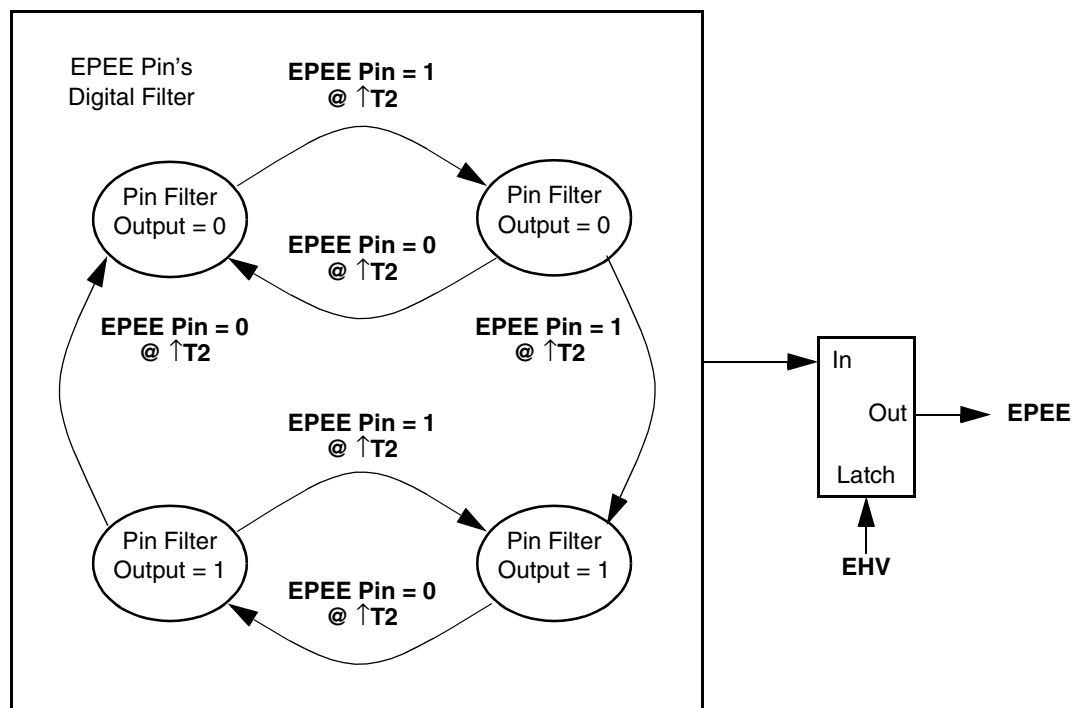 EPEE Pin's
Digital Filter
EPEE Pin = 1
@ ↑T2
Pin Filter
Output = 0
Pin Filter
Output = 0
EPEE Pin = 0
@ ↑T2
EPEE Pin = 0
@ ↑T2
EPEE Pin = 1
@ ↑T2
In
Out
EPEE
Latch
EHV
EPEE Pin = 1
@ ↑T2
Pin Filter
Output = 1
Pin Filter
Output = 1
EPEE Pin = 0
@ ↑T2